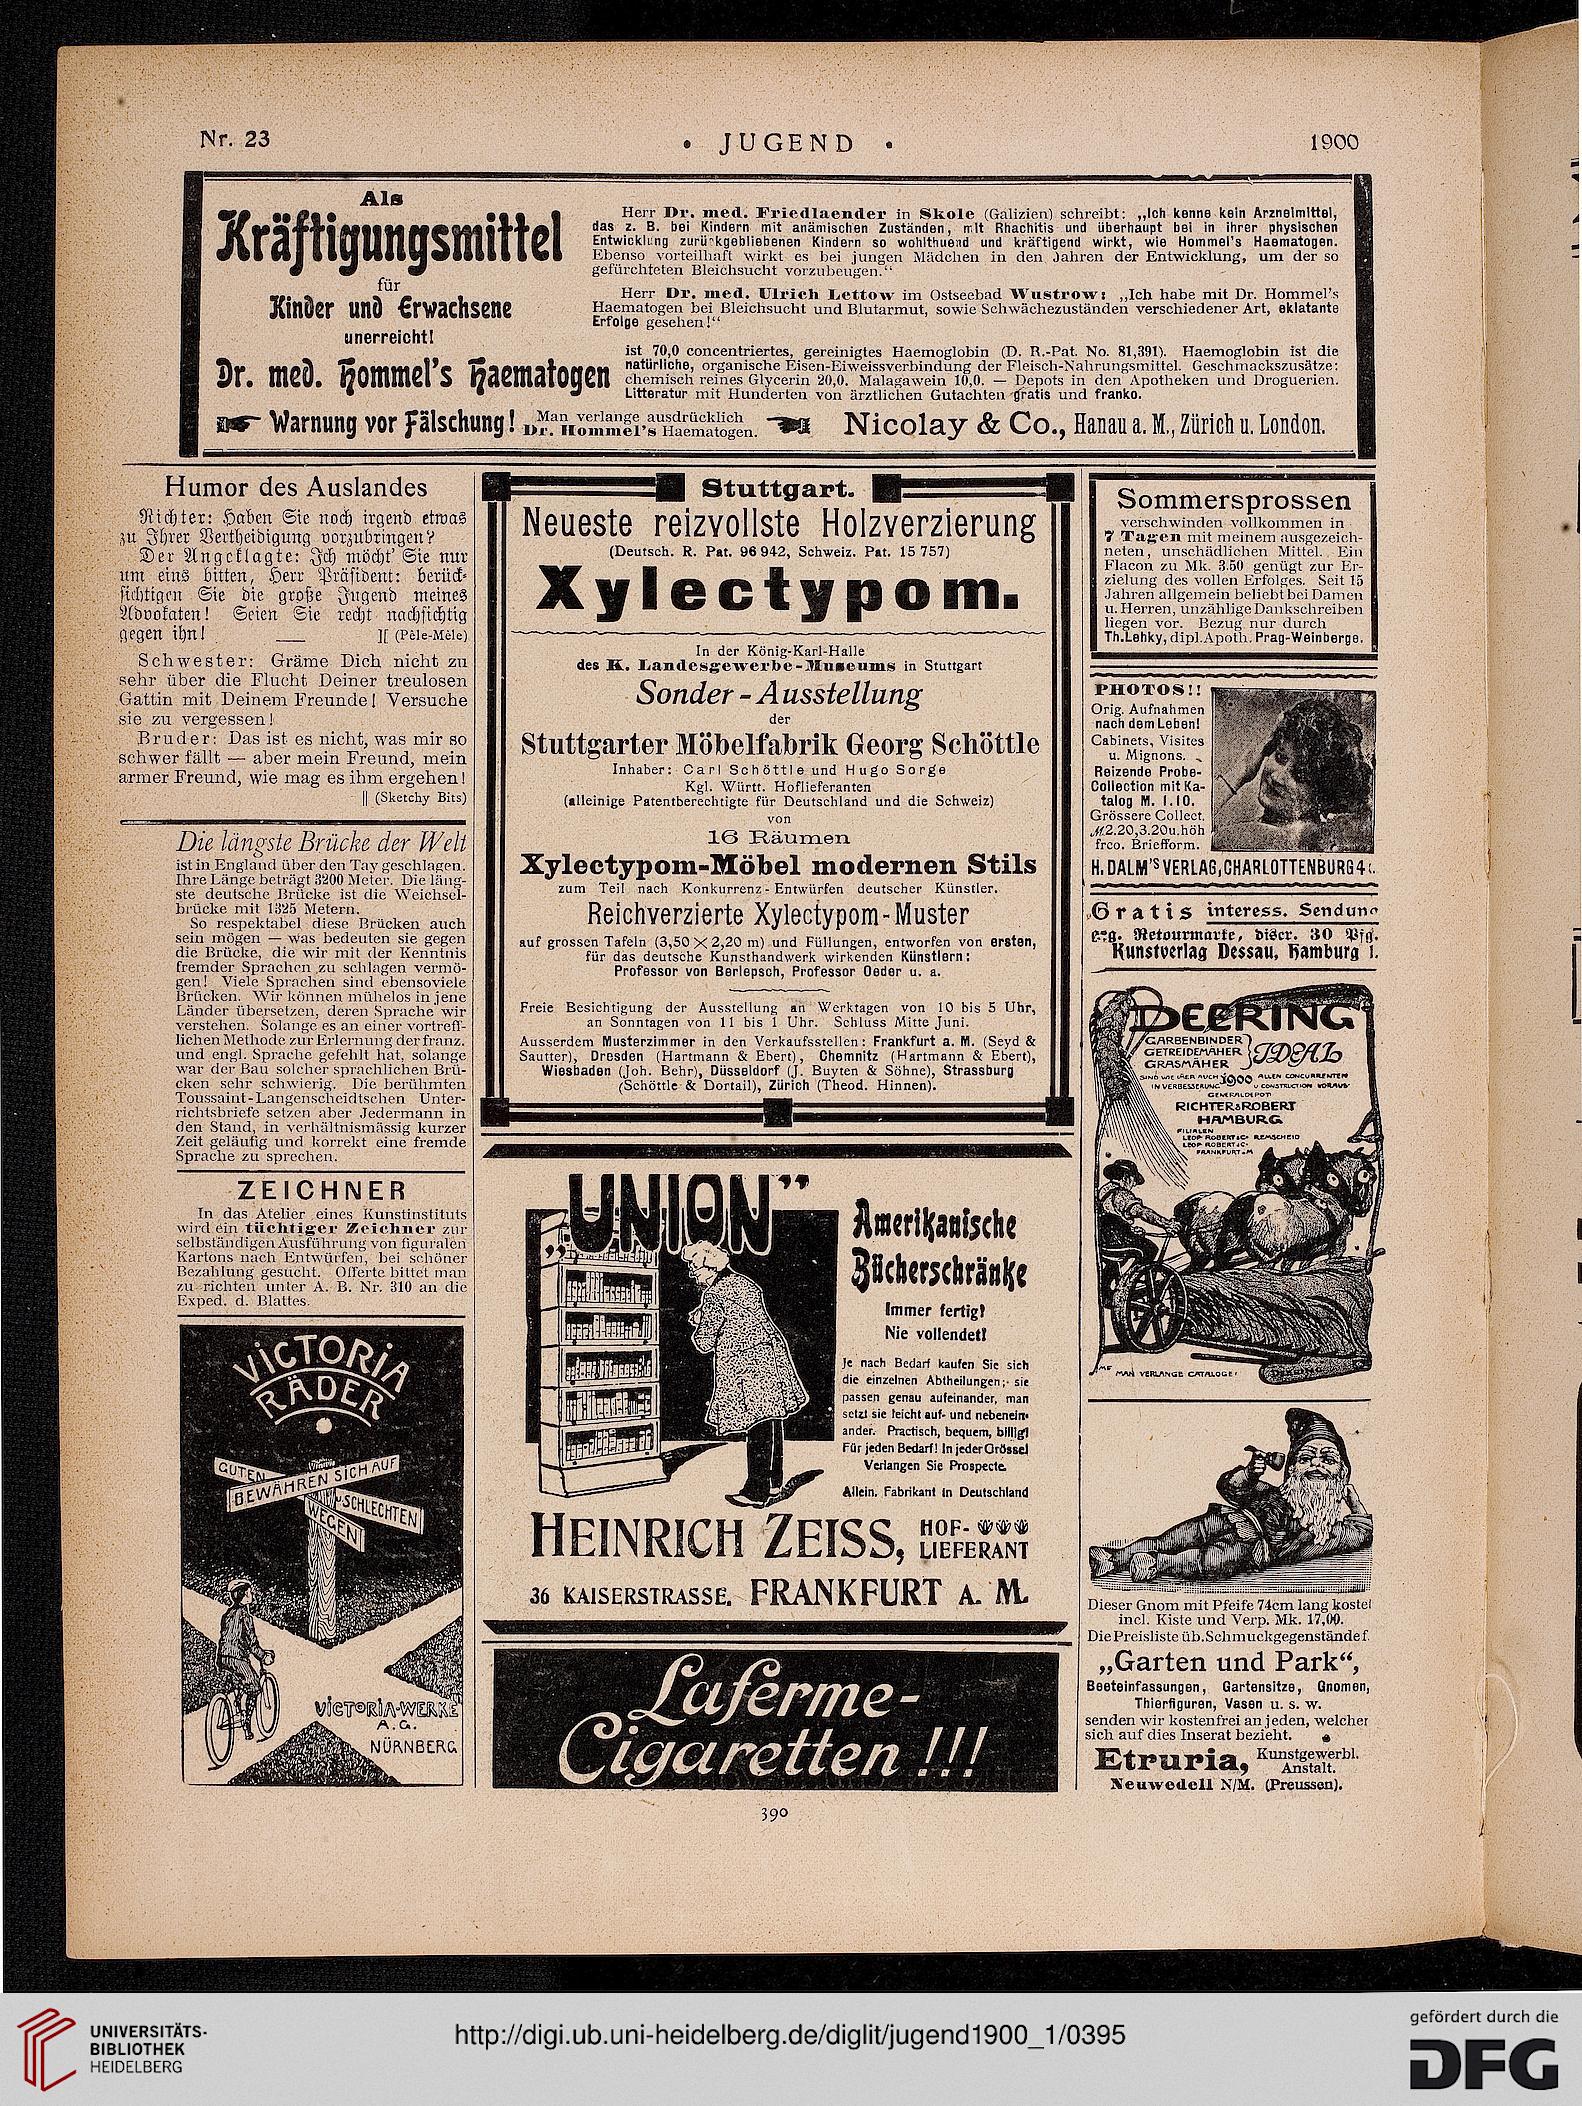 Nr. 23
• JUGEND •
1900
Als
Kräftigungsmittel
für
Kinder und Erwachsene
unerreicht!
Herr Dr. med. Friedlaender in Skole (Galizien) schreibt: „Ich kenne kein Arzneimittel,
das z. B. bei Kindern mit anämischen Zuständen, mit Rhachitis und überhaupt bei in ihrer physischen
Entwicklung zurückgebliebenen Kindern so wohlthuend und kräftigend wirkt, wie Hommel's Haematogen.
Ebenso vorteilhaft wirkt es bei jungen Mädchen in den Jahren der Entwicklung, um der so
gefürchteten Bleichsucht vorzubeugen.“
Herr Dr. med. Ulrich Lettow im Ostseebad Wustrow: „Ich habe mit Dr. Hommel's
Haematogen bei Bleichsucht und Blutarmut, sowie Schwächezuständen verschiedener Art, eklatante
Erfolge gesehen!“
Dr. med. Hommel's Haematogen
ist 70,0 concentriertes, gereinigtes Haemoglobin (D. R.-Pat. No. 81,391). Haemoglobin ist die
natürliche, organische Eisen-Eiweissverbindung der Fleisch-Nahrungsmittel. Geschmackszusätze:
chemisch reines Glycerin 20,0. Malagawein 10,0. — Depots in den Apotheken und Droguerien.
Litteratur mit Hunderten von ärztlichen Gutachten gratis und franko.
Warnung vor Fälschung! Man verlange ausdrücklich
Dr. Hommel's Haematogen.
Nicolay & Co., Hanau a. M., Zürich u. London.
Humor des Auslandes
Richter: Haben Sie noch irgend etwas
zu Ihrer Vertheidigung vorzubringen?
Der Angeklagte: Ich möcht' Sie nur
um eins bitten, Herr Präsident: berück-
sichtigen Sie die große Jugend meines
Advokaten! Seien Sie recht nachsichtig
gegen ihn!
][ (Pêle-Mêle)
Schwester: Gräme Dich nicht zu
sehr über die Flucht Deiner treulosen
Gattin mit Deinem Freunde! Versuche
sie zu vergessen!
Bruder: Das ist es nicht, was mir so
schwer fällt — aber mein Freund, mein
armer Freund, wie mag es ihm ergehen!
|| (Sketchy Bits)
Die längste Brücke der Welt
ist in England über den Tay geschlagen.
Ihre Länge beträgt 3200 Meter. Die läng-
ste deutsche Brücke ist die Weichsel-
brücke mit 1325 Metern.
So respektabel diese Brücken auch
sein mögen — was bedeuten sie gegen
die Brücke, die wir mit der Kenntnis
fremder Sprachen zu schlagen vermö-
gen! Viele Sprachen sind ebensoviele
Brücken. Wir können mühelos in jene
Länder übersetzen, deren Sprache wir
verstehen. Solange es an einer vortreff-
lichen Methode zur Erlernung der franz.
und engl. Sprache gefehlt hat, solange
war der Bau solcher sprachlichen Brü-
cken sehr schwierig. Die berühmten
Toussaint-Langenscheidtschen Unter-
richtsbriefe setzen aber Jedermann in
den Stand, in verhältnismässig kurzer
Zeit geläufig und korrekt eine fremde
Sprache zu sprechen.
ZEICHNER
In das Atelier eines Kunstinstituts
wird ein tüchtiger Zeichner zur
selbständigen Ausführung von figuralen
Kartons nach Entwürfen, bei schöner
Bezahlung gesucht. Offerte bittet man
zu richten unter A. B. Nr. 310 an die
Exped. d. Blattes.
VICTORIA
RÄDER
GUTEN
BEWÄHREN SICH AUF
U. SCHLECHTEN
WEGEN
VICTORIA-WERKE
A.G.
NÜRNBERG
Stuttgart.
Neueste reizvollste Holzverzierung
(Deutsch. R. Pat. 96 942, Schweiz. Pat. 15 757)
Xylectypom.
In der König-Karl-Halle
des K. Landesgewerbe-Museums in Stuttgart
Sonder-Ausstellung
der
Stuttgarter Möbelfabrik Georg Schöttle
Inhaber: Carl Schöttle und Hugo Sorge
Kgl. Württ. Hoflieferanten
(alleinige Patentberechtigte für Deutschland und die Schweiz)
von
16 Räumen
Xylectypom-Möbel modernen Stils
zum Teil nach Konkurrenz-Entwürfen deutscher Künstler.
Reichverzierte Xylectypom-Muster
auf grossen Tafeln (3,50 × 2,20 m) und Füllungen, entworfen von ersten,
für das deutsche Kunsthandwerk wirkenden Künstlern:
Professor von Berlepsch, Professor Oeder u. a.
Freie Besichtigung der Ausstellung an Werktagen von 10 bis 5 Uhr,
an Sonntagen von 11 bis 1 Uhr. Schluss Mitte Juni.
Ausserdem Musterzimmer in den Verkaufsstellen: Frankfurt a. M. (Seyd &
Sautter), Dresden (Hartmann & Ebert), Chemnitz (Hartmann & Ebert),
Wiesbaden (Joh. Behr), Düsseldorf (J. Buyten & Söhne), Strassburg
(Schöttle & Dortail), Zürich (Theod. Hinnen).
„UNION”
Amerikanische
Bücherschränke
Immer fertig!
Nie vollendet!
Je nach Bedarf kaufen Sie sich
die einzelnen Abtheilungen; sie
passen genau aufeinander, man
setzt sie leicht auf- und nebenein-
ander. Practisch, bequem, billig!
Für jeden Bedarf! In jeder Grösse!
Verlangen Sie Prospecte.
Allein. Fabrikant in Deutschland
HEINRICH ZEISS, HOF-
LIEFERANT
36 KAISERSTRASSE. FRANKFURT A. M.
Laferme-
Cigaretten !!!
Sommersprossen
verschwinden vollkommen in
7 Tagen mit meinem ausgezeich-
neten, unschädlichen Mittel. Ein
Flacon zu Mk. 3.50 genügt zur Er-
zielung des vollen Erfolges. Seit 15
Jahren allgemein beliebt bei Damen
u. Herren, unzählige Dankschreiben
liegen vor. Bezug nur durch
Th. Lehky, dipl. Apoth. Prag-Weinberge.
PHOTOS!!
Orig. Aufnahmen
nach dem Leben!
Cabinets, Visites
u. Mignons.
Reizende Probe-
Collection mit Ka-
talog M. 1.10.
Grössere Collect.
M 2.20, 3.20 u. höh
frco. Briefform.
H. DALM'S VERLAG, CHARLOTTENBURG 4
Gratis interess. Sendung
geg. Retourmarke, discr. 30 Pfg.
Kunstverlag Dessau, Hamburg 1.
DEERING
GARBENBINDER
GETREIDEMÄHER
GRASMÄHER
IDEAL
SIND WIE IMMER AUCH 1900 ALLEN CONCURRENTEN
IN VERBESSERUNG U CONSTRUCTION VORAUS
GENERALDEPOT:
RICHTER & ROBERT
HAMBURG
FILIALEN
LEOP ROBERT & Cº REMSCHEID
LEOP ROBERT & Cº
FRANKFURT a M
MAN VERLANGE CATALOGE!
Dieser Gnom mit Pfeife 74cm lang kostet
incl. Kiste und Verp. Mk. 17,00.
Die Preisliste üb. Schmuckgegenstände f.
„Garten und Park“,
Beeteinfassungen, Gartensitze, Gnomen,
Thierfiguren, Vasen u. s. w.
senden wir kostenfrei an jeden, welcher
sich auf dies Inserat bezieht.
Etruria, Kunstgewerbl.
Anstalt.
Neuwedell N/M. (Preussen).
390
UNIVERSITÄTS-
BIBLIOTHEK
HEIDELBERG
http://digi.ub.uni-heidelberg.de/diglit/jugend1900_1/0395
gefördert durch die
DFG